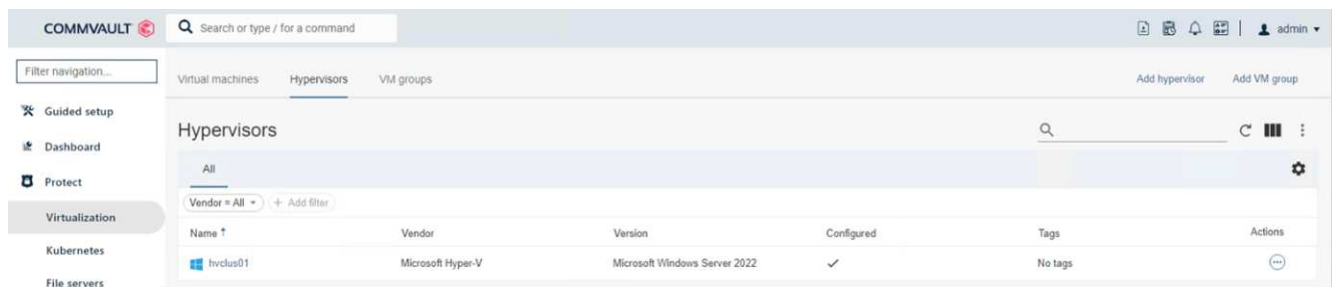 COMMVAULT Search or type / for a command admin
Filter navigation...
Virtual machines Hypervisors VM groups Add hypervisor Add VM group
Guided setup
Hypervisors
Dashboard
All
Protect
Vendor = All + Add filter
Virtualization
Name ↑ Vendor Version Configured Tags Actions
Kubernetes
hvclus01 Microsoft Hyper-V Microsoft Windows Server 2022 No tags
File servers